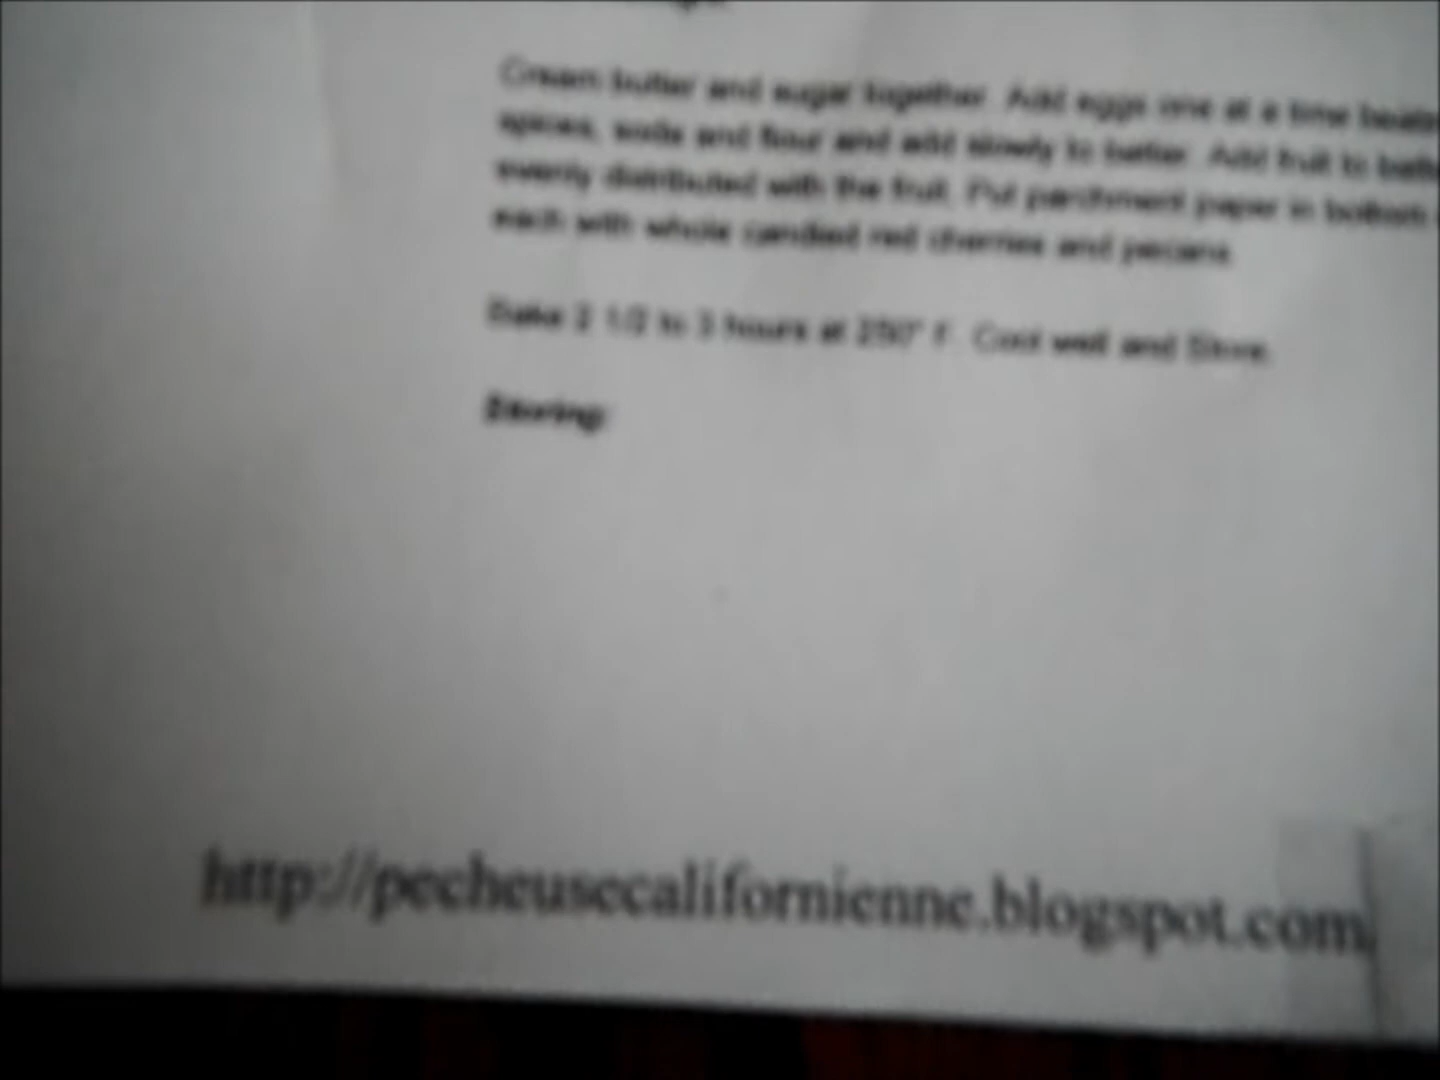 Cream butter and sugar together. Add eggs one at a time
spices, soda and flour and add slowly to batter. Add fruit to
evenly distributed with the fruit. Put parchment paper in bottom
each with whole candied red cherries and pecans.
Bake 2 1/2 to 3 hours at 250° F. Cool well and Store.
Storing:
http://pecheusecalifornienne.blogspot.com